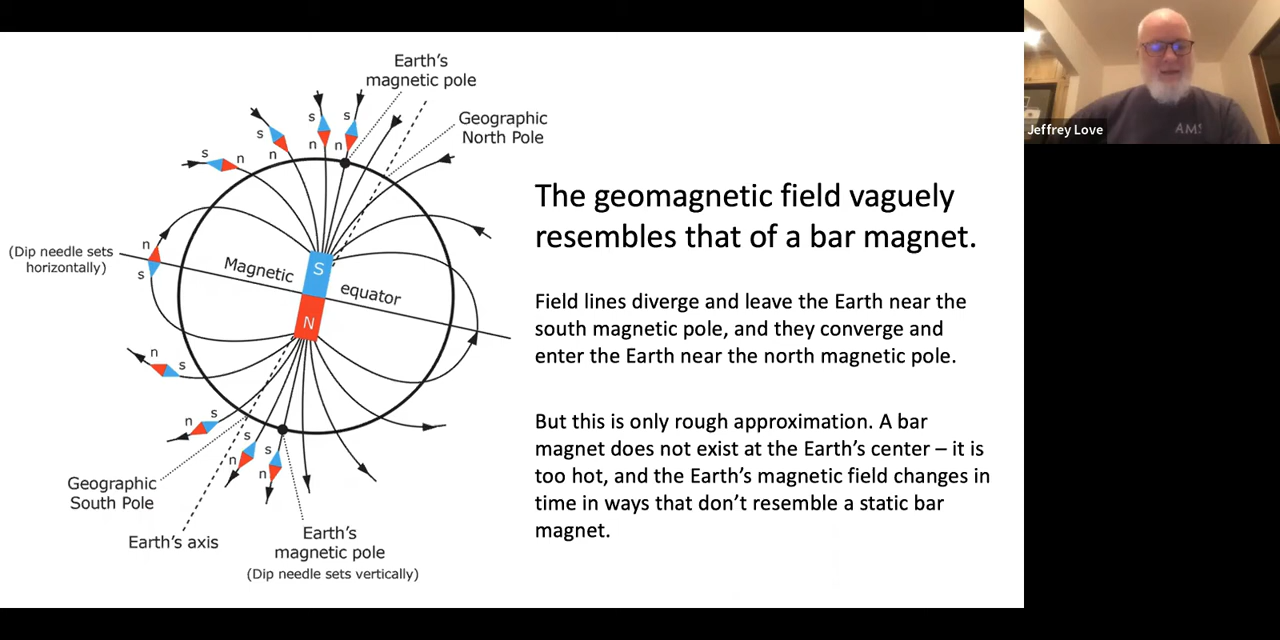 Earth's
magnetic pole
Geographic
North Pole
s
s
s
s
n
n
n
n
n
s
(Dip needle sets
horizontally)
Magnetic
equator
S
N
n
s
n
s
s
n
s
n
Geographic
South Pole
Earth's axis
Earth's
magnetic pole
(Dip needle sets vertically)
The geomagnetic field vaguely
resembles that of a bar magnet.
Field lines diverge and leave the Earth near the
south magnetic pole, and they converge and
enter the Earth near the north magnetic pole.
But this is only rough approximation. A bar
magnet does not exist at the Earth's center – it is
too hot, and the Earth's magnetic field changes in
time in ways that don't resemble a static bar
magnet.
Jeffrey Love